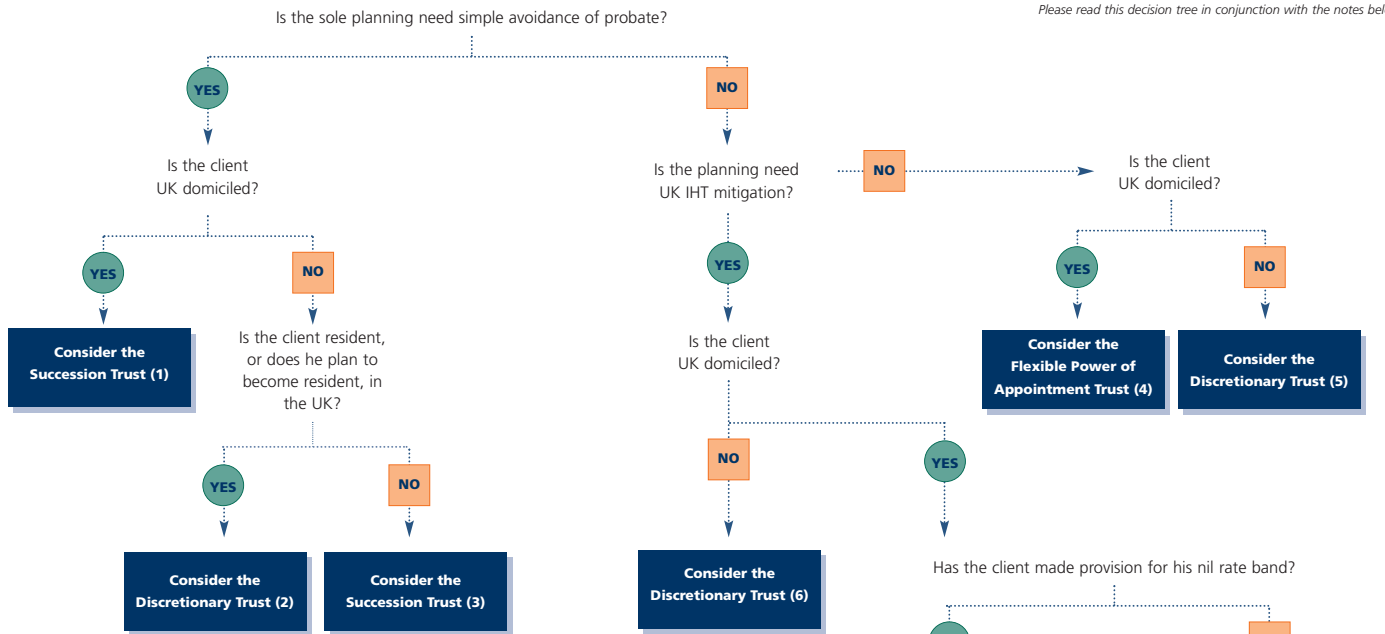 Please read this decision tree in conjunction with the notes
Is the sole planning need simple avoidance of probate?
YES
NO
Is the client
UK domiciled?
YES
NO
Consider the
Succession Trust (1)
Is the client resident,
or does he plan to
become resident, in
the UK?
YES
NO
Consider the
Discretionary Trust (2)
Consider the
Succession Trust (3)
Is the planning need
UK IHT mitigation?
NO
Is the client
UK domiciled?
YES
NO
Consider the
Flexible Power of
Appointment Trust (4)
Consider the
Discretionary Trust (5)
YES
Is the client
UK domiciled?
NO
YES
Consider the
Discretionary Trust (6)
Has the client made provision for his nil rate band?